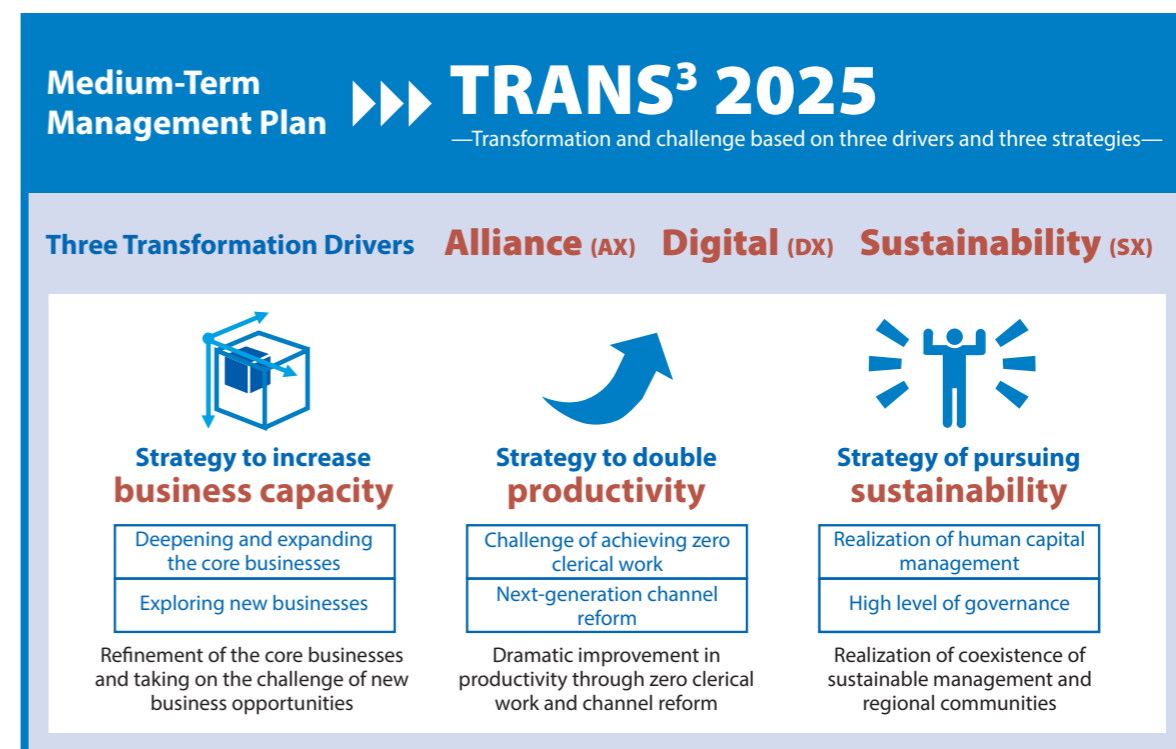 Medium-Term
Management Plan
TRANS³ 2025
—Transformation and challenge based on three drivers and three strategies—
Three Transformation Drivers Alliance (AX) Digital (DX) Sustainability (SX)
Strategy to increase
business capacity
Deepening and expanding
the core businesses
Exploring new businesses
Refinement of the core businesses
and taking on the challenge of new
business opportunities
Strategy to double
productivity
Challenge of achieving zero
clerical work
Next-generation channel
reform
Dramatic improvement in
productivity through zero clerical
work and channel reform
Strategy of pursuing
sustainability
Realization of human capital
management
High level of governance
Realization of coexistence of
sustainable management and
regional communities